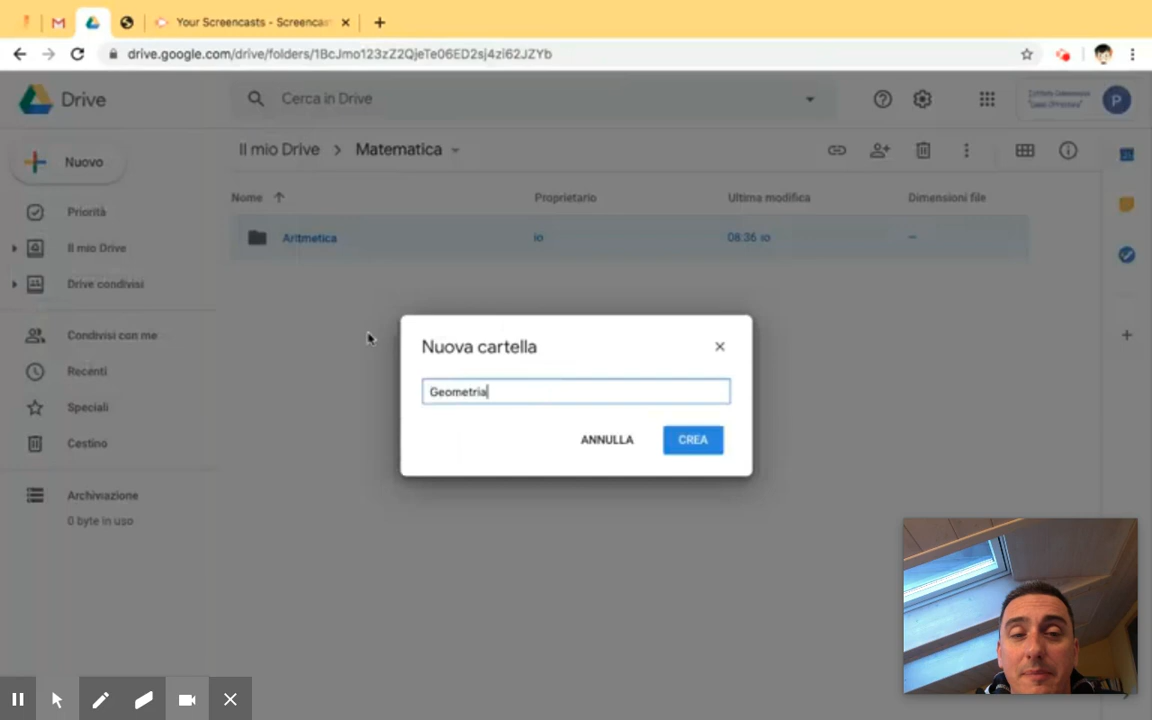 Your Screencasts - Screencas
drive.google.com/drive/folders/1BcJmo123zZ2QjeTe06ED2sj4zi62JZYb
Drive
Cerca in Drive
P
Nuovo
Il mio Drive > Matematica
Nome
Proprietario
Ultima modifica
Dimensioni file
Priorità
Aritmetica
io
08:36 io
–
Il mio Drive
Drive condivisi
Condivisi con me
Recenti
Speciali
Cestino
Archiviazione
0 byte in uso
Nuova cartella
Geometria
ANNULLA
CREA